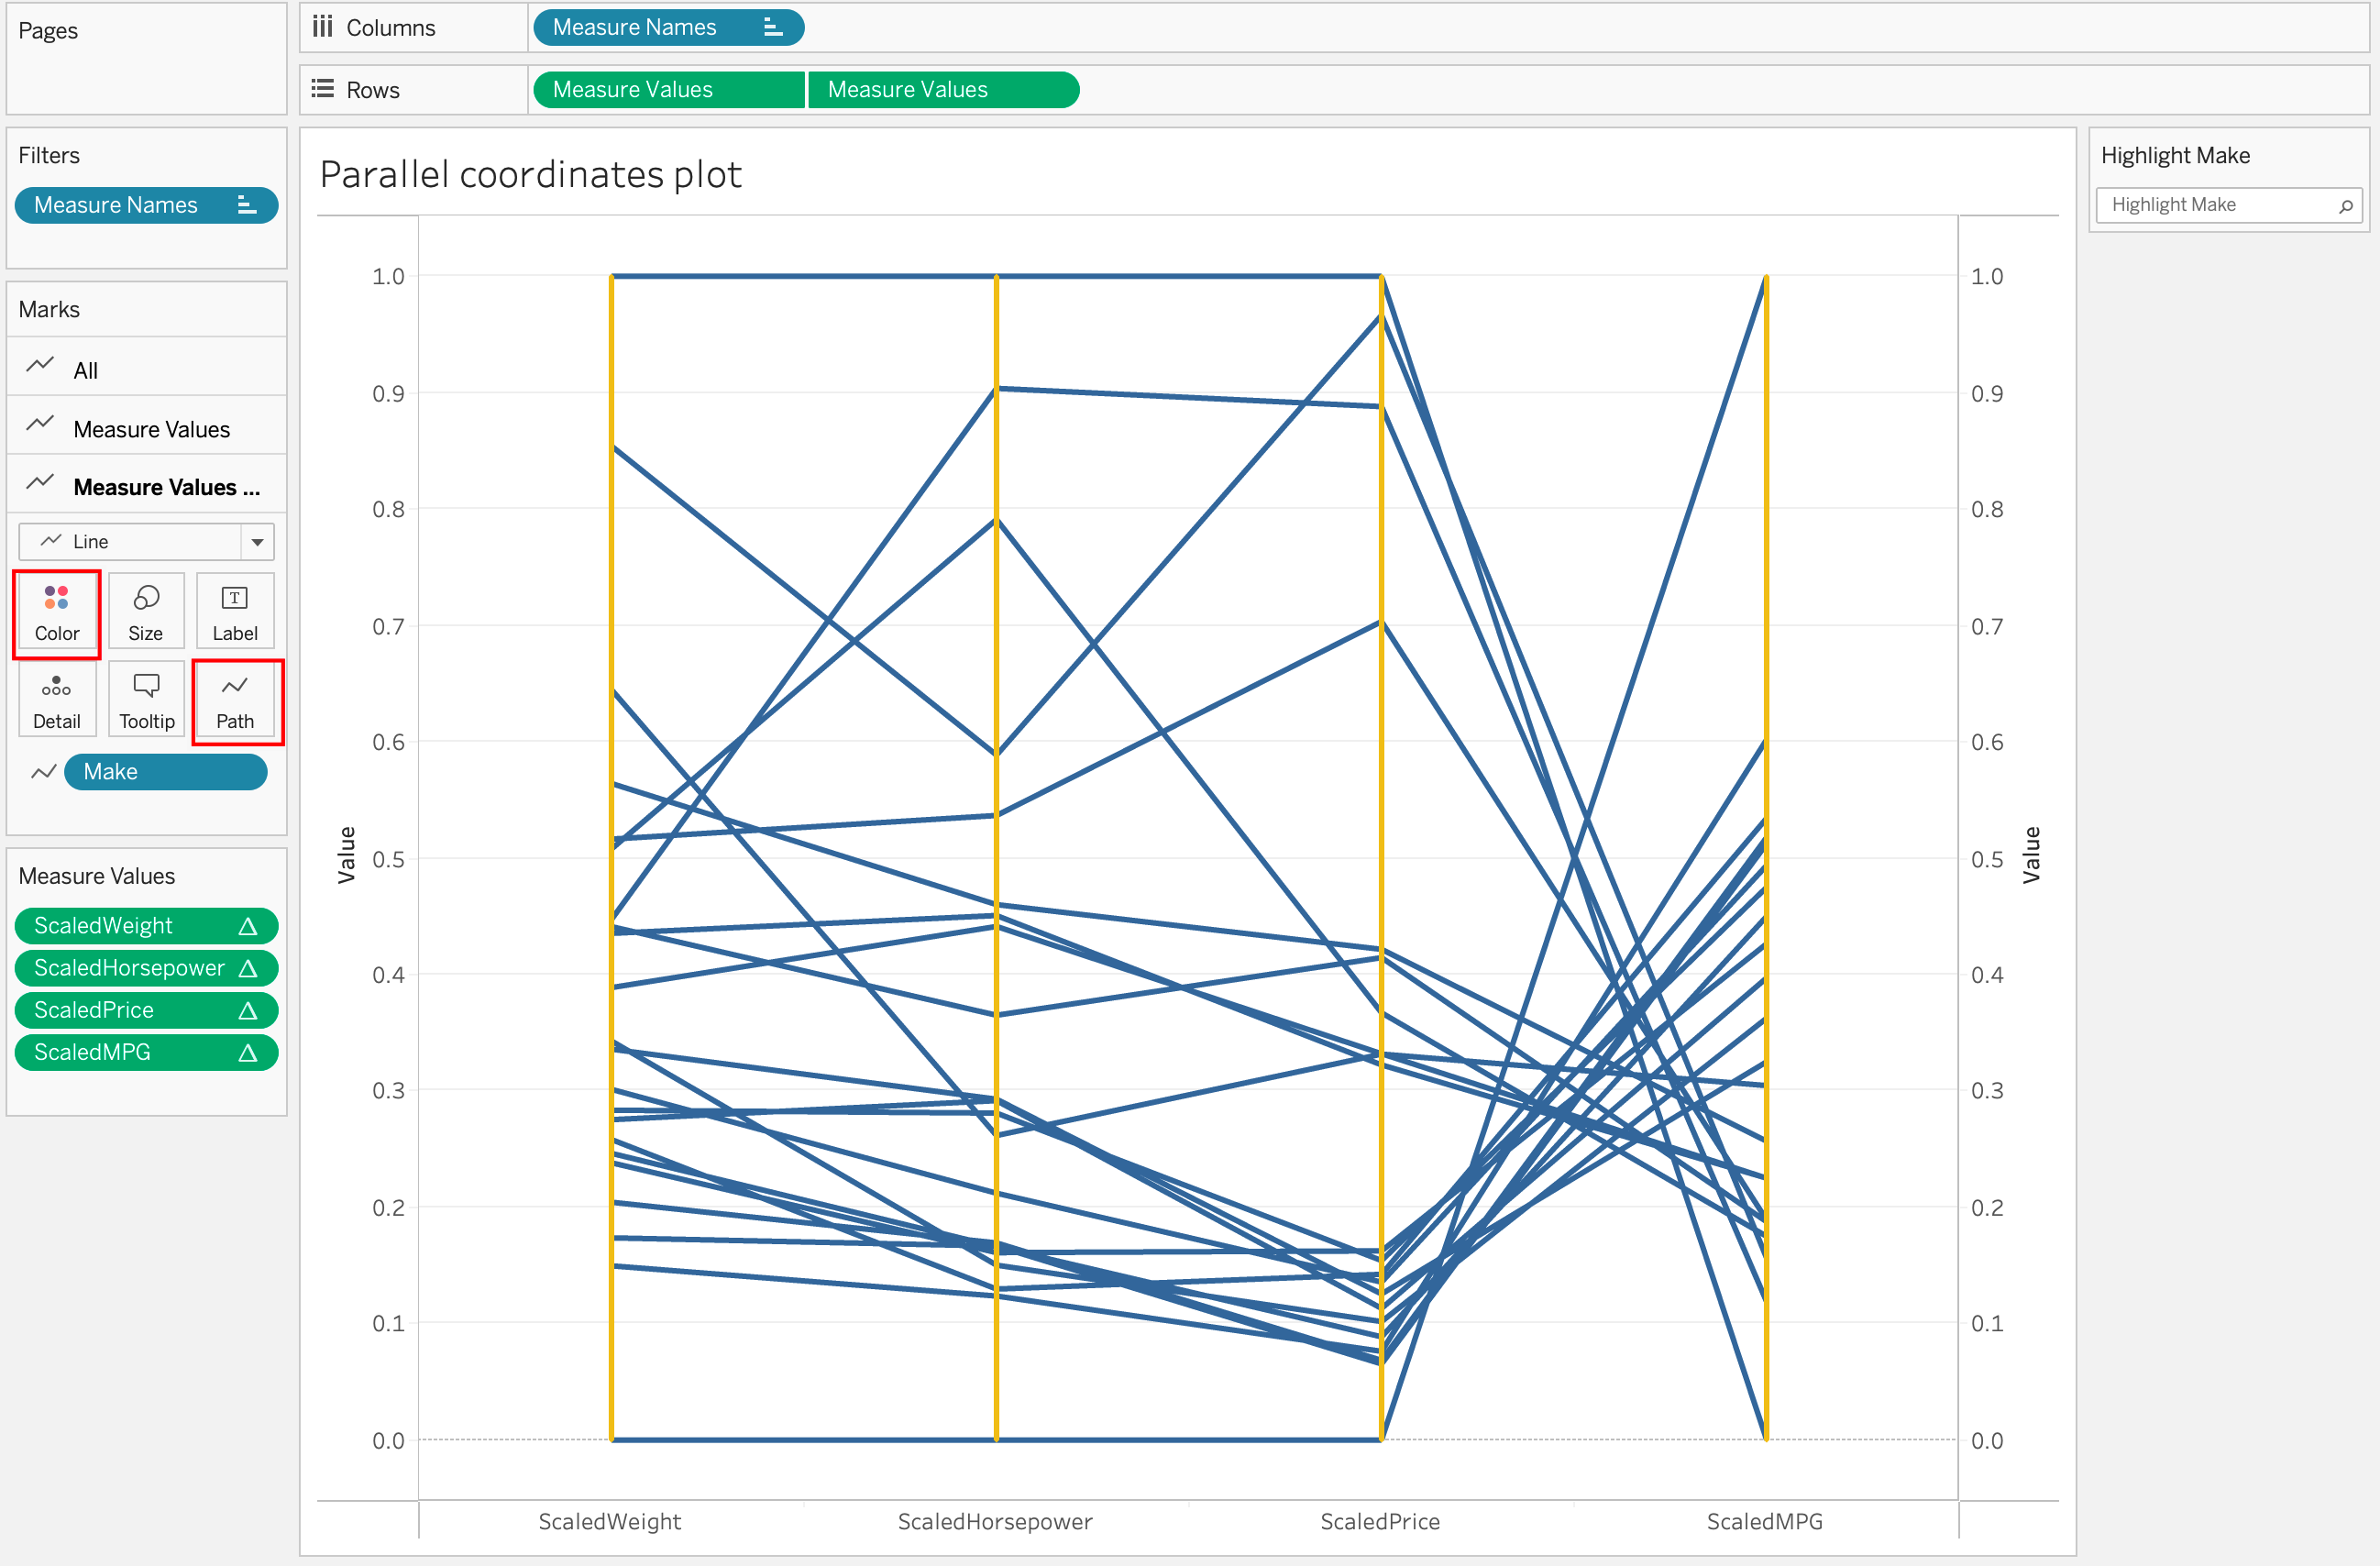 Pages
Columns
Measure Names
Rows
Measure Values
Measure Values
Filters
Measure Names
Marks
All
Measure Values
Measure Values ...
Line
Color
Size
T
Label
Detail
Tooltip
Path
Make
Measure Values
ScaledWeight
ScaledHorsepower
ScaledPrice
ScaledMPG
Parallel coordinates plot
Value
1.0
0.9
0.8
0.7
0.6
0.5
0.4
0.3
0.2
0.1
0.0
1.0
0.9
0.8
0.7
0.6
0.5
0.4
0.3
0.2
0.1
0.0
Value
ScaledWeight
ScaledHorsepower
ScaledPrice
ScaledMPG
Highlight Make
Highlight Make